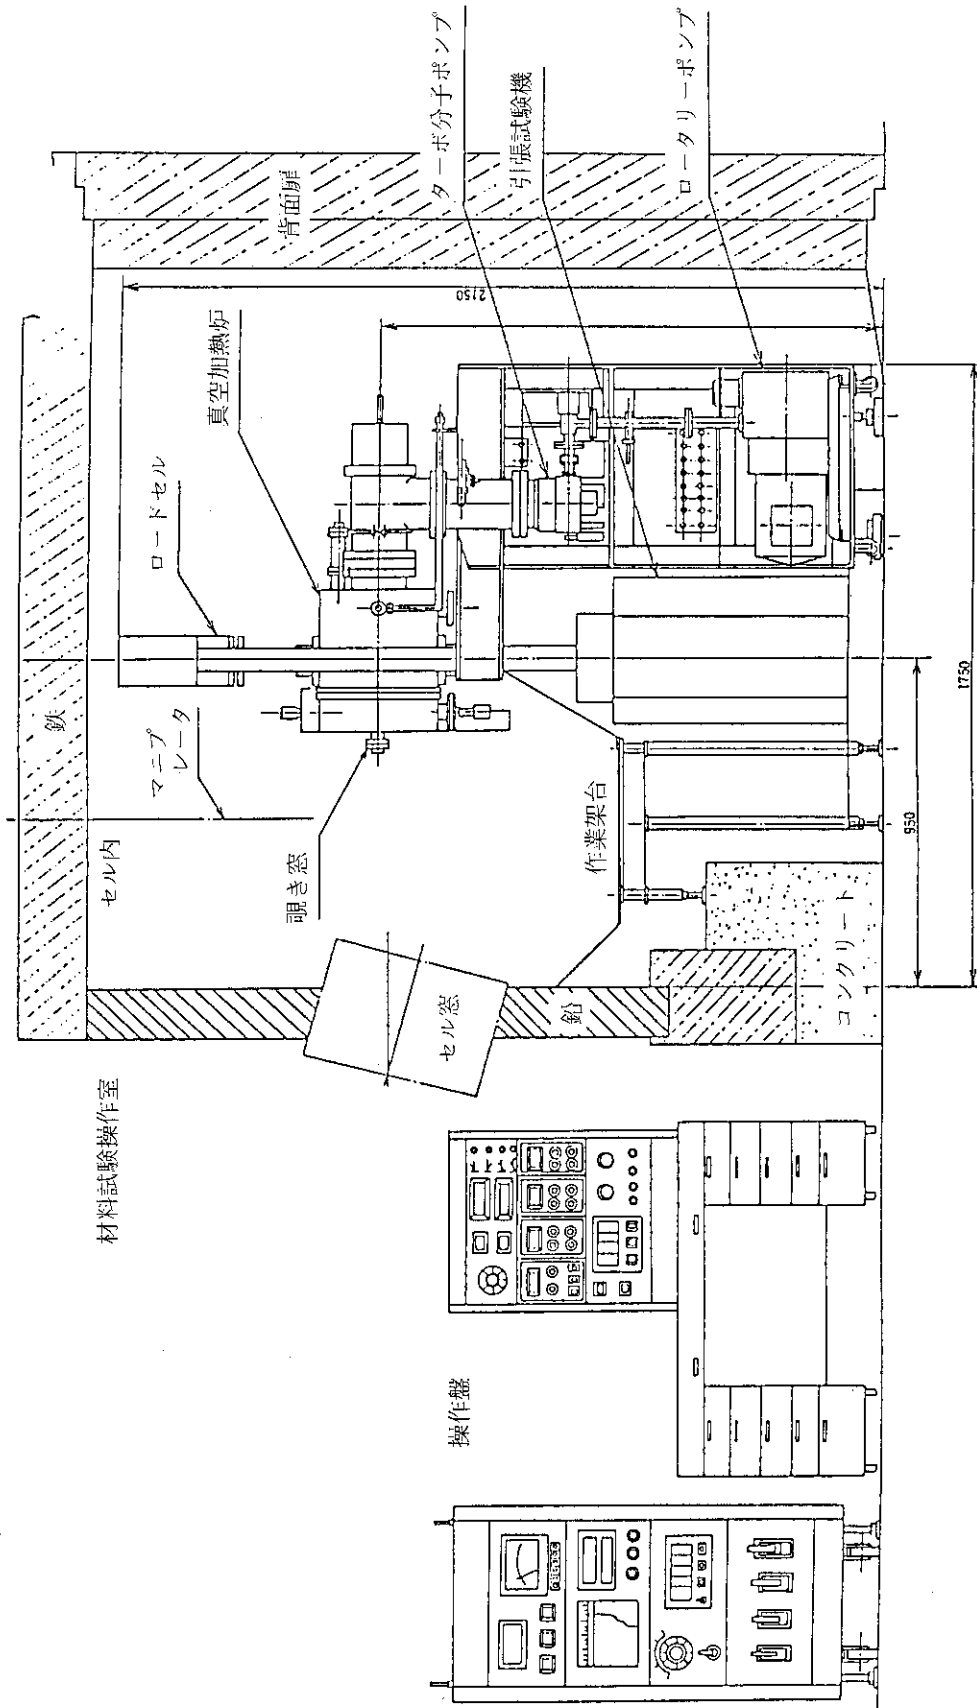 材料試験操作室
操作盤
セル内
鉄
マニプ
レータ
ロードセル
真空加熱炉
背面扉
ターボ分子ポンプ
引張試験機
ロータリーポンプ
覗き窓
セル窓
鉛
作業架台
コンクリート
2150
950
1750